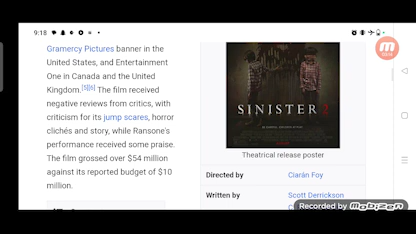 9:18
Gramercy Pictures banner in the
United States, and Entertainment
One in Canada and the United
Kingdom.[5][6] The film received
negative reviews from critics, with
criticism for its jump scares, horror
clichés and story, while Ransone's
performance received some praise.
The film grossed over $54 million
against its reported budget of $10
million.
SINISTER 2
Theatrical release poster
Directed by Ciarán Foy
Written by Scott Derrickson
Recorded by Mobizen